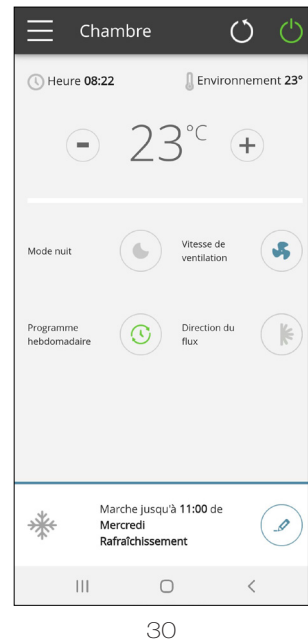 Chambre
Heure 08:22
Environnement 23°
- 23°C +
Mode nuit
Vitesse de
ventilation
Programme
hebdomadaire
Direction du
flux
Marche jusqu'à 11:00 de
Mercredi
Rafraîchissement
30